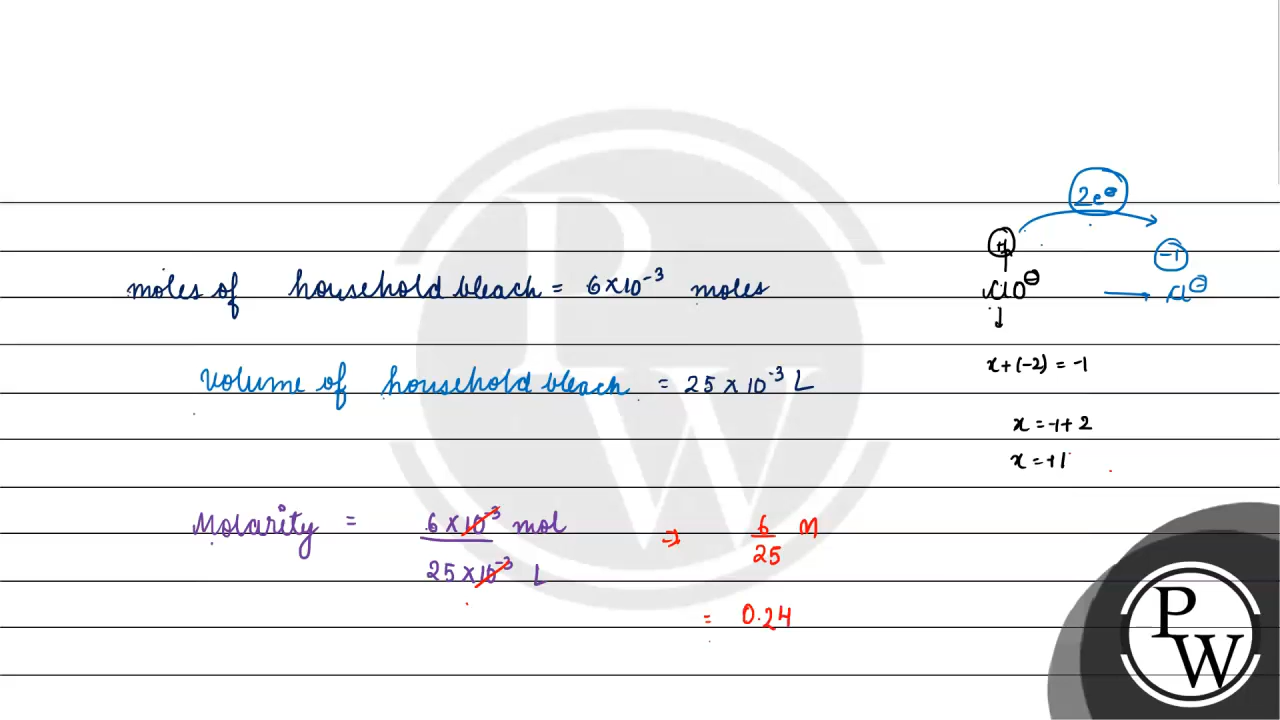 2e⊖
+1
-1
moles of household bleach = 6×10⁻³ moles
ClO⊖ → Cl⊖
↓
x+(-2) = -1
Volume of household bleach = 25×10⁻³ L
x = -1+2
x = +1
Molarity = 6×10⁻³ mol / 25×10⁻³ L ⇒ 6/25 M
= 0.24
P
W
P
W